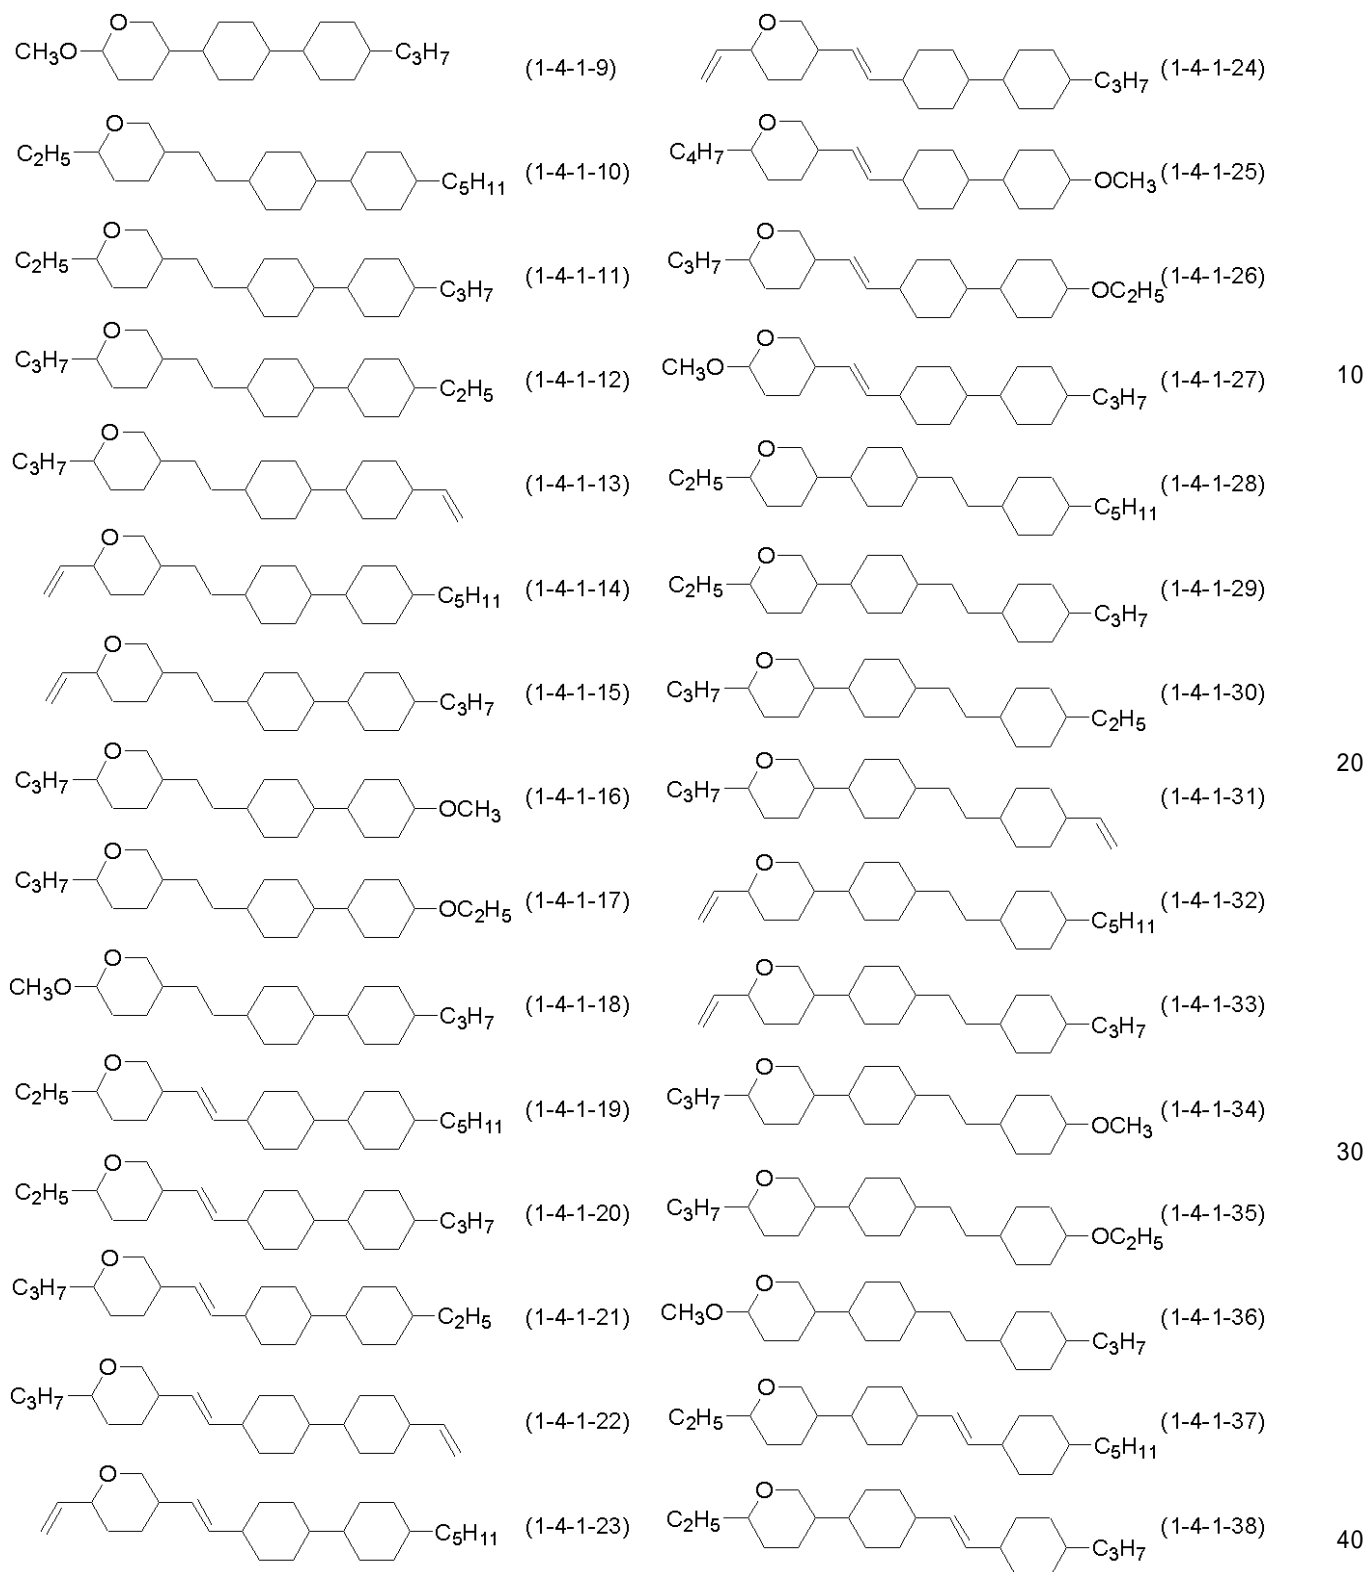 O
CH3O
C3H7
(1-4-1-9)
O
C2H5
C5H11
(1-4-1-10)
O
C2H5
C3H7
(1-4-1-11)
O
C3H7
C2H5
(1-4-1-12)
O
C3H7
(1-4-1-13)
O
C5H11
(1-4-1-14)
O
C3H7
(1-4-1-15)
O
C3H7
OCH3
(1-4-1-16)
O
C3H7
OC2H5
(1-4-1-17)
O
CH3O
C3H7
(1-4-1-18)
O
C2H5
C5H11
(1-4-1-19)
O
C2H5
C3H7
(1-4-1-20)
O
C3H7
C2H5
(1-4-1-21)
O
C3H7
(1-4-1-22)
O
C5H11
(1-4-1-23)
O
C3H7
(1-4-1-24)
O
C4H7
OCH3
(1-4-1-25)
O
C3H7
OC2H5
(1-4-1-26)
O
CH3O
C3H7
(1-4-1-27)
O
C2H5
C5H11
(1-4-1-28)
O
C2H5
C3H7
(1-4-1-29)
O
C3H7
C2H5
(1-4-1-30)
O
C3H7
(1-4-1-31)
O
C5H11
(1-4-1-32)
O
C3H7
(1-4-1-33)
O
C3H7
OCH3
(1-4-1-34)
O
C3H7
OC2H5
(1-4-1-35)
O
CH3O
C3H7
(1-4-1-36)
O
C2H5
C5H11
(1-4-1-37)
O
C2H5
C3H7
(1-4-1-38)
10
20
30
40